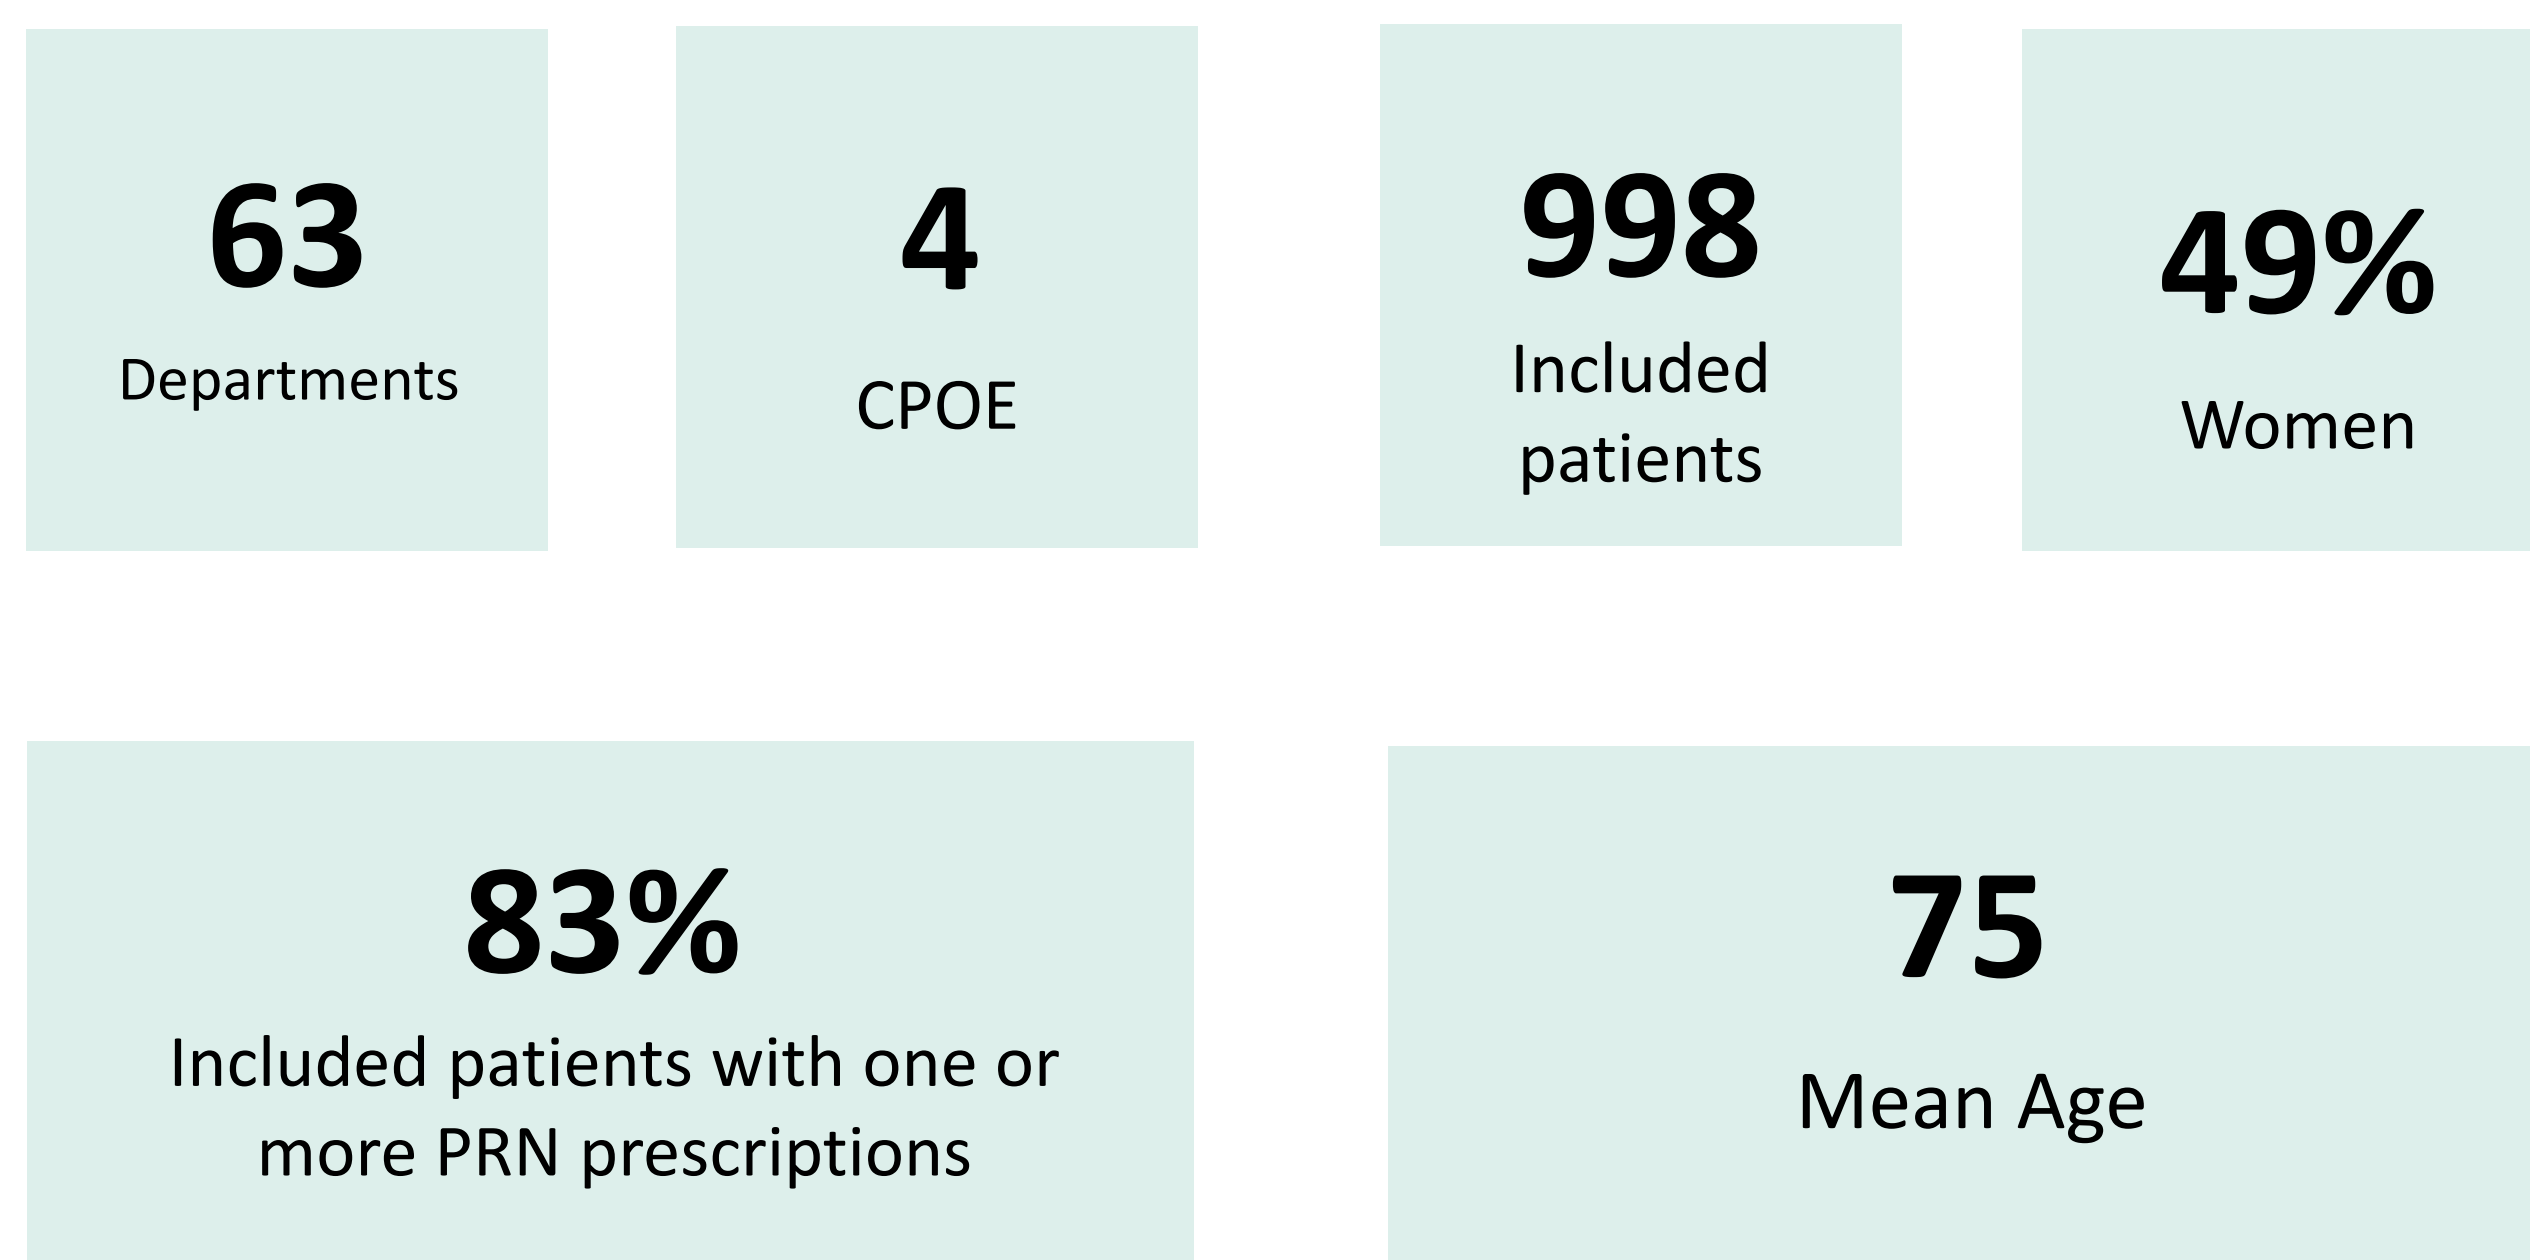 63
Departments
4
CPOE
998
Included
patients
49%
Women
83%
Included patients with one or
more PRN prescriptions
75
Mean Age